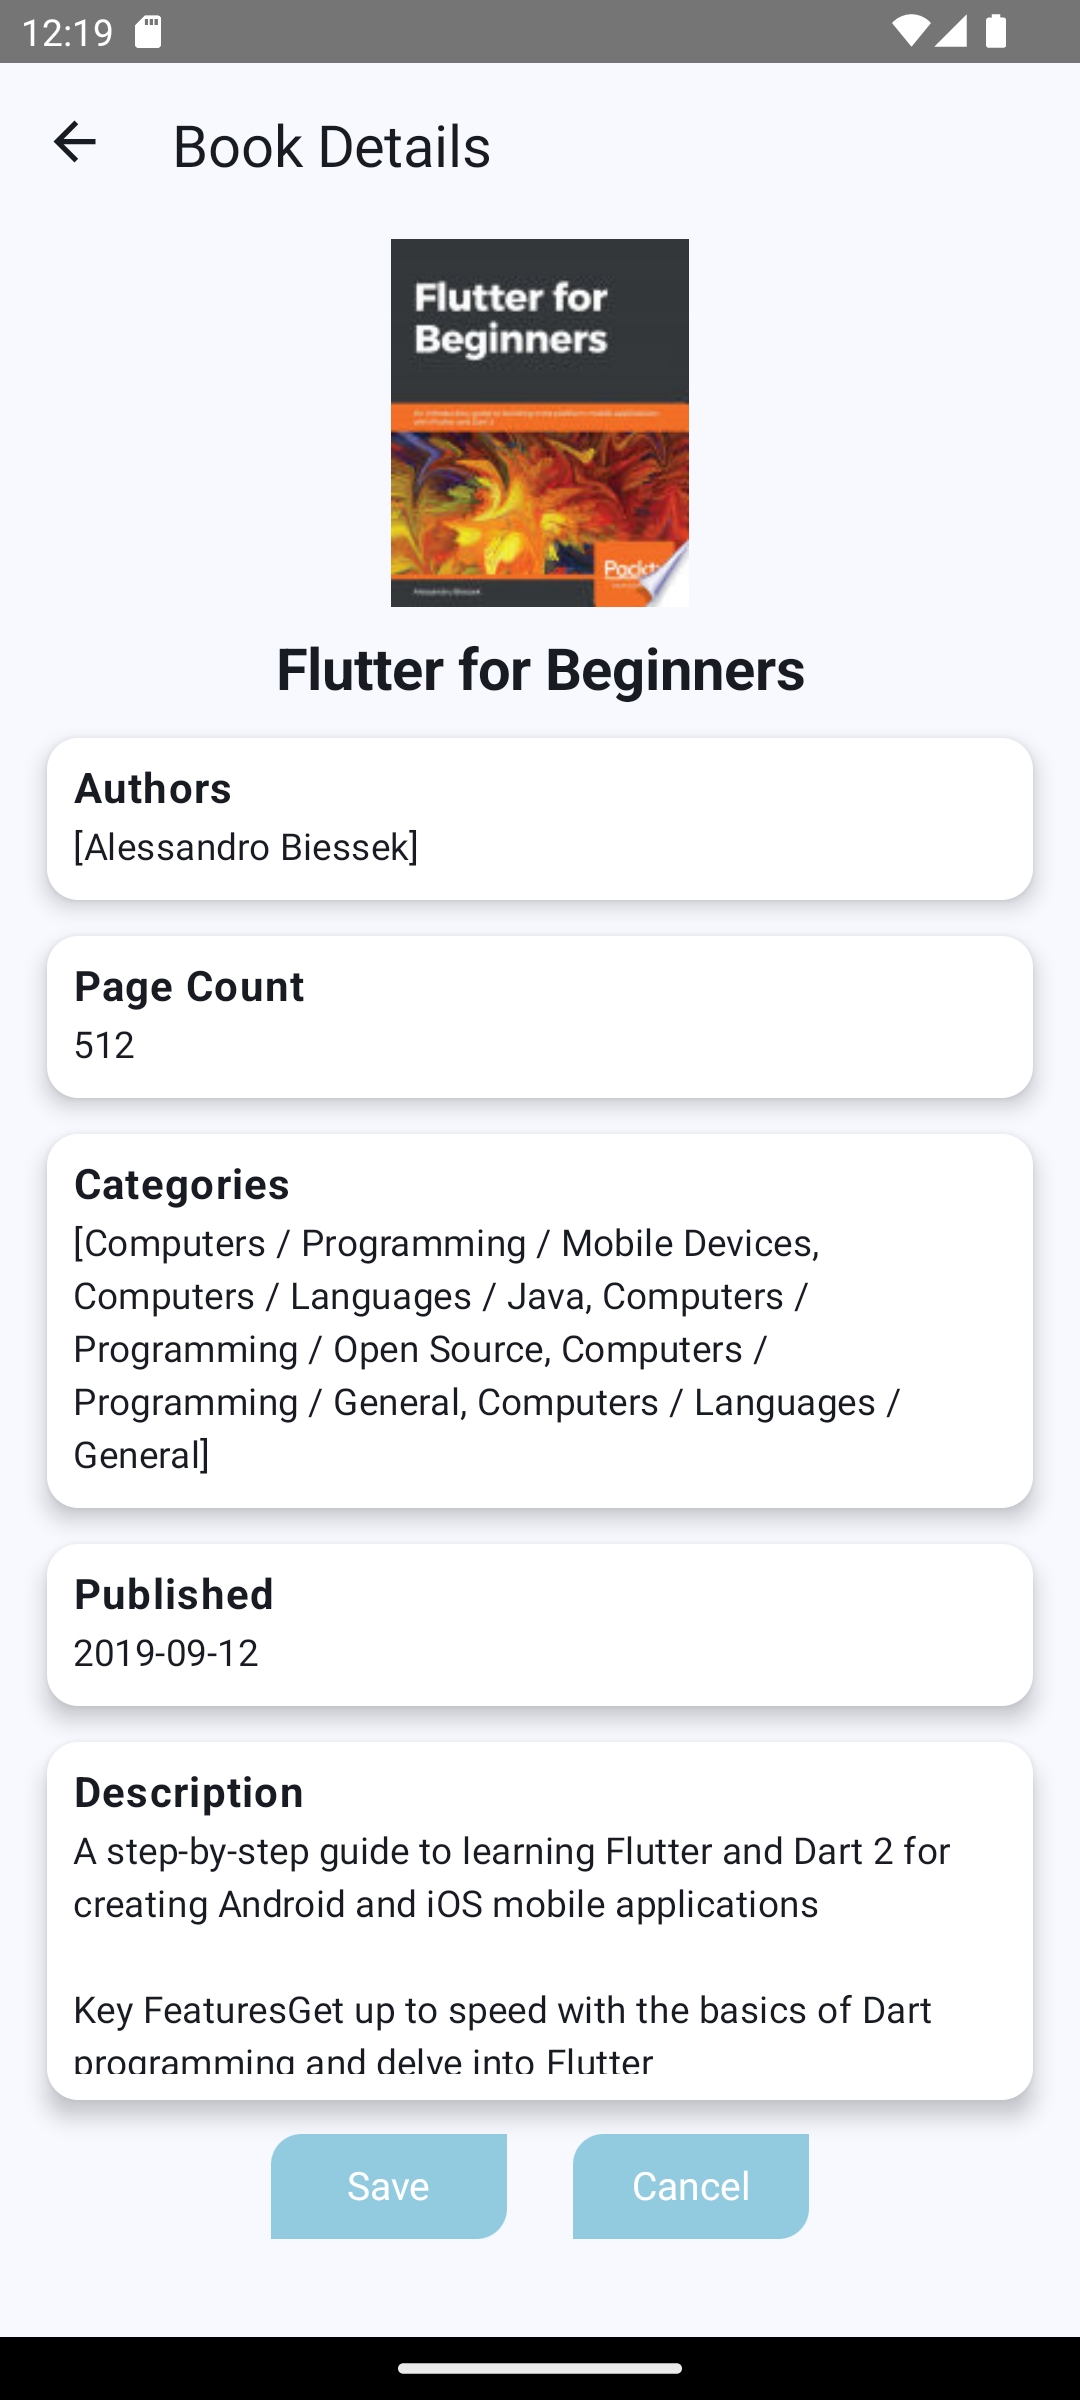 12:19
Book Details
Flutter for
Beginners
Packt
Alessandro Biessek
Flutter for Beginners
Authors
[Alessandro Biessek]
Page Count
512
Categories
[Computers / Programming / Mobile Devices,
Computers / Languages / Java, Computers /
Programming / Open Source, Computers /
Programming / General, Computers / Languages /
General]
Published
2019-09-12
Description
A step-by-step guide to learning Flutter and Dart 2 for
creating Android and iOS mobile applications
Key FeaturesGet up to speed with the basics of Dart
programming and delve into Flutter
Save
Cancel